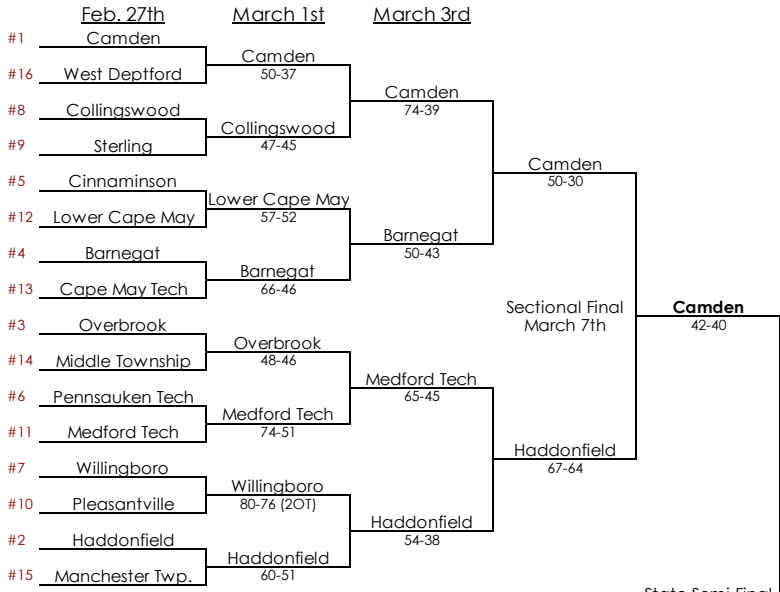 Feb. 27th March 1st March 3rd
#1 Camden
Camden
50-37
#16 West Deptford
Camden
74-39
#8 Collingswood
Collingswood
47-45
#9 Sterling
Camden
50-30
#5 Cinnaminson
Lower Cape May
57-52
#12 Lower Cape May
Barnegat
50-43
#4 Barnegat
Barnegat
66-46
#13 Cape May Tech
Sectional Final
March 7th
Camden
42-40
#3 Overbrook
Overbrook
48-46
#14 Middle Township
Medford Tech
65-45
#6 Pennsauken Tech
Medford Tech
74-51
#11 Medford Tech
Haddonfield
67-64
#7 Willingboro
Willingboro
80-76 (2OT)
#10 Pleasantville
Haddonfield
54-38
#2 Haddonfield
Haddonfield
60-51
#15 Manchester Twp.
State Semi Final